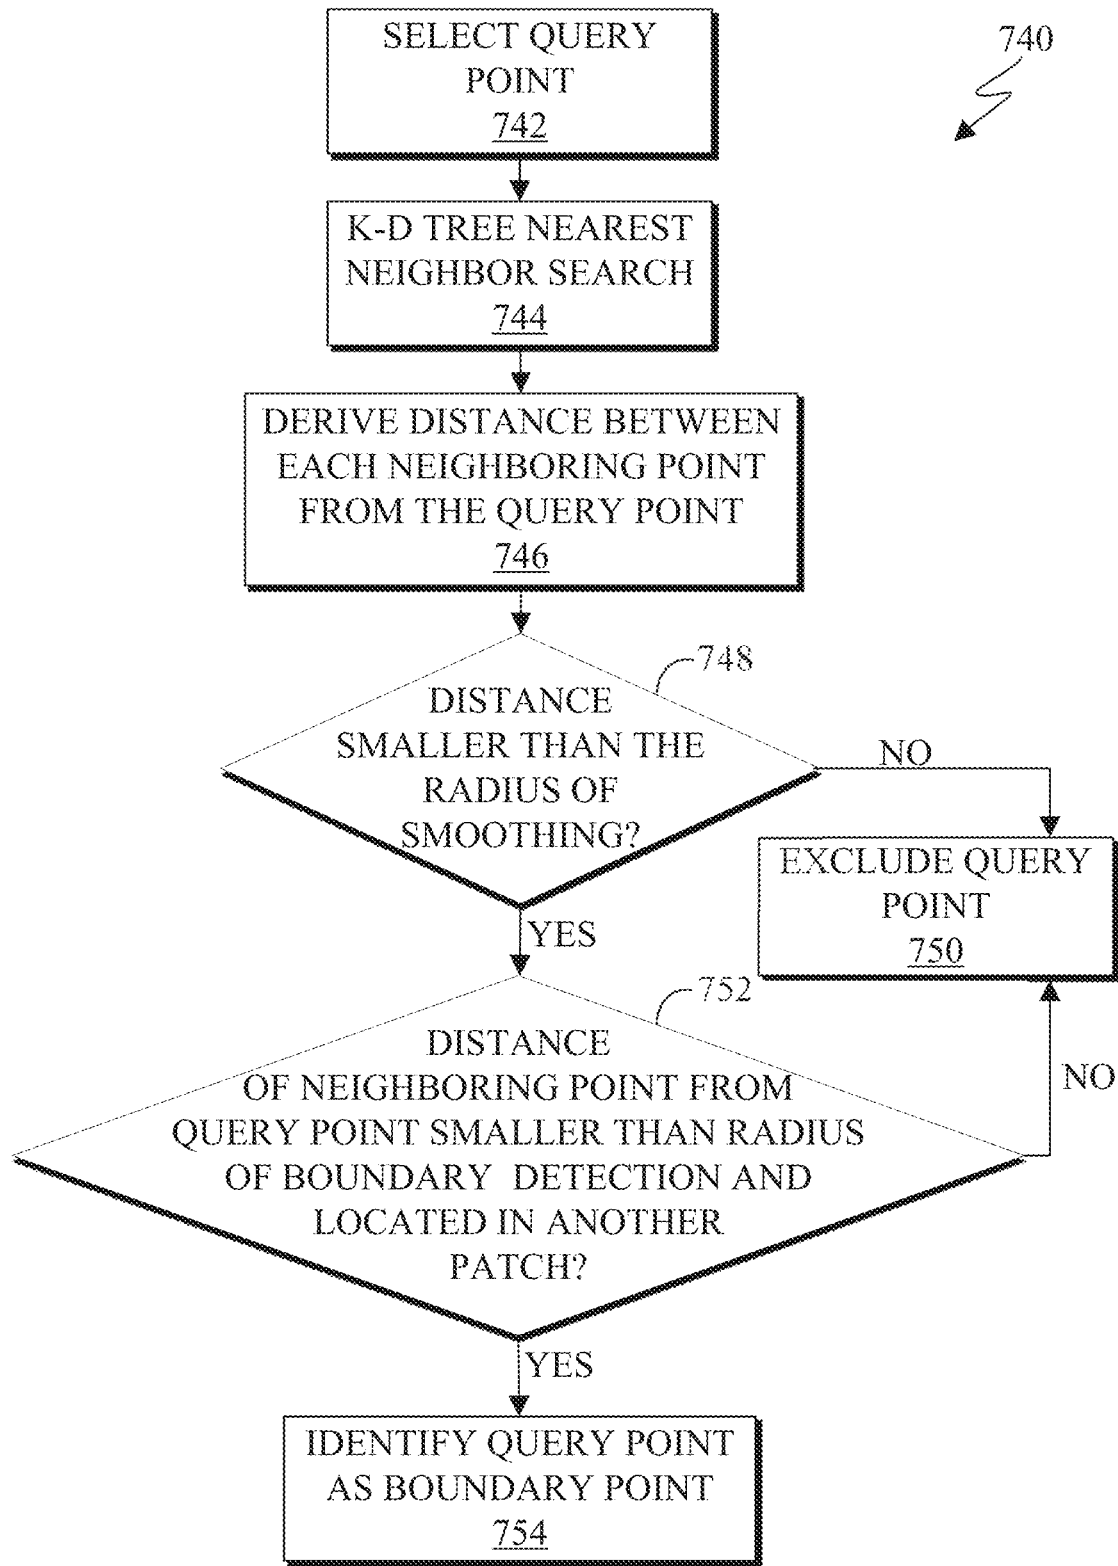 SELECT QUERY
POINT
742
740
K-D TREE NEAREST
NEIGHBOR SEARCH
744
DERIVE DISTANCE BETWEEN
EACH NEIGHBORING POINT
FROM THE QUERY POINT
746
748
DISTANCE
SMALLER THAN THE
RADIUS OF
SMOOTHING?
NO
EXCLUDE QUERY
POINT
750
YES
752
DISTANCE
OF NEIGHBORING POINT FROM
QUERY POINT SMALLER THAN RADIUS
OF BOUNDARY DETECTION AND
LOCATED IN ANOTHER
PATCH?
NO
YES
IDENTIFY QUERY POINT
AS BOUNDARY POINT
754